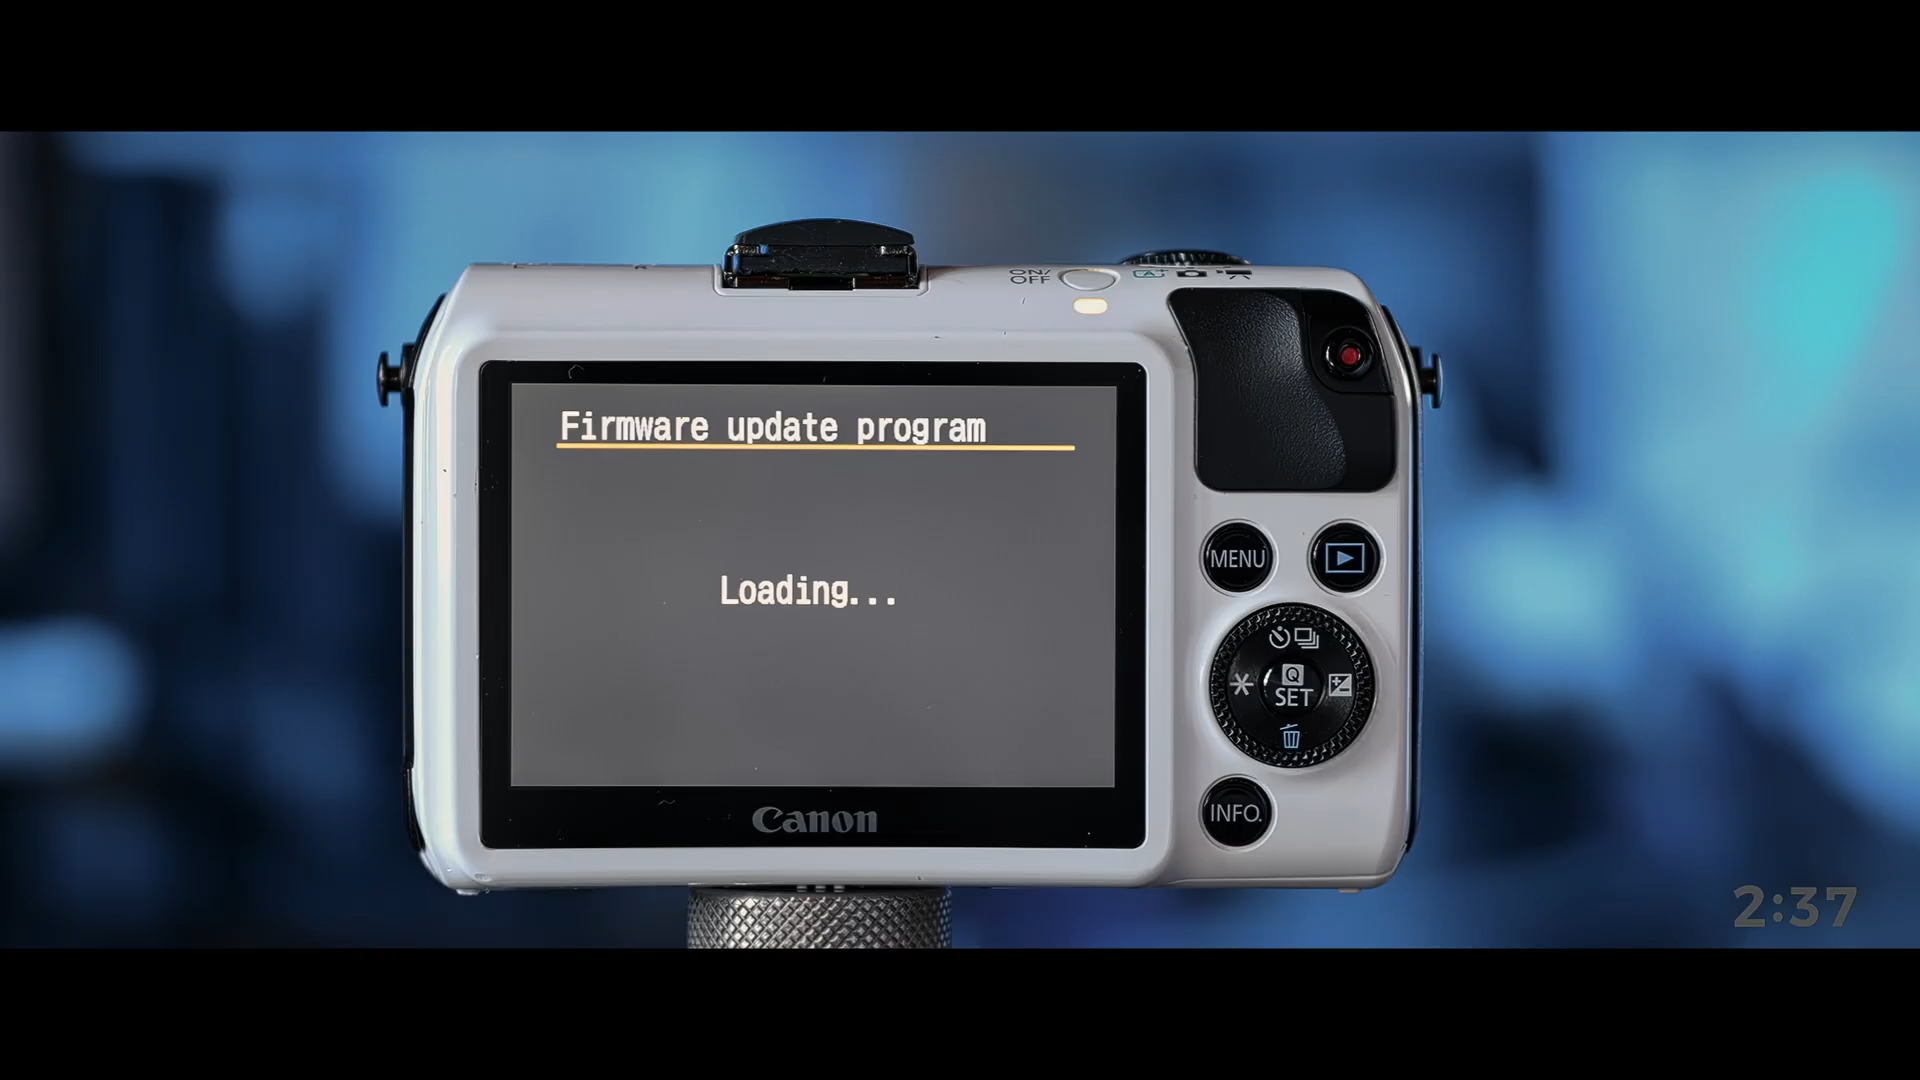 ON/
OFF
A+
Firmware update program
Loading...
MENU
Q
SET
INFO.
Canon
2:37